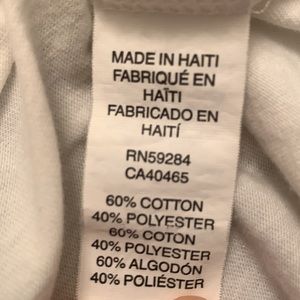 MADE IN HAITI
FABRIQUÉ EN
HAÏTI
FABRICADO EN
HAITÍ
RN59284
CA40465
60% COTTON
40% POLYESTER
60% COTON
40% POLYESTER
60% ALGODÓN
40% POLIÉSTER